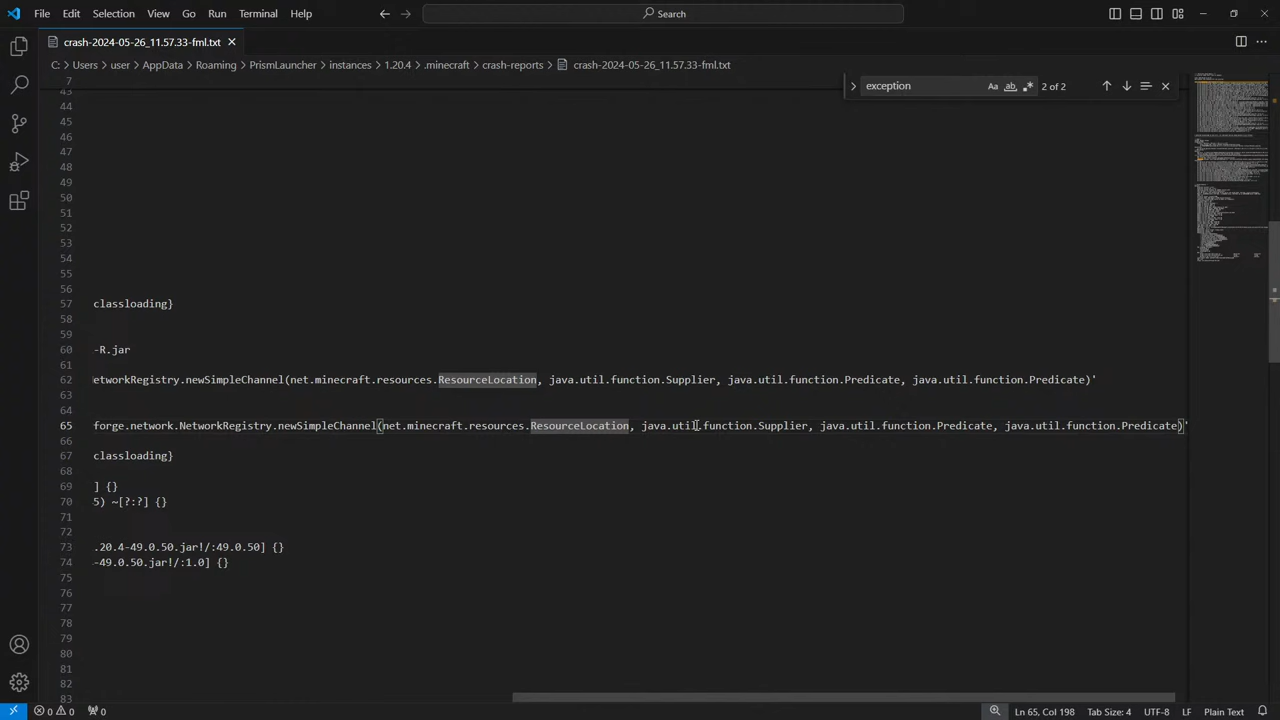 File Edit Selection View Go Run Terminal Help
Search
crash-2024-05-26_11.57.33-fml.txt
C: > Users > user > AppData > Roaming > PrismLauncher > instances > 1.20.4 > .minecraft > crash-reports > crash-2024-05-26_11.57.33-fml.txt
exception Aa ab .* 2 of 2
7
43
44
45
46
47
48
49
50
51
52
53
54
55
56
57 classloading}
58
59
60 -R.jar
61
62 etworkRegistry.newSimpleChannel(net.minecraft.resources.ResourceLocation, java.util.function.Supplier, java.util.function.Predicate, java.util.function.Predicate)'
63
64
65 forge.network.NetworkRegistry.newSimpleChannel(net.minecraft.resources.ResourceLocation, java.util.function.Supplier, java.util.function.Predicate, java.util.function.Predicate)'
66
67 classloading}
68
69 ] {}
70 5) ~[?:?] {}
71
72
73 .20.4-49.0.50.jar!/:49.0.50] {}
74 -49.0.50.jar!/:1.0] {}
75
76
77
78
79
80
81
82
83
0 0 0 Ln 65, Col 198 Tab Size: 4 UTF-8 LF Plain Text